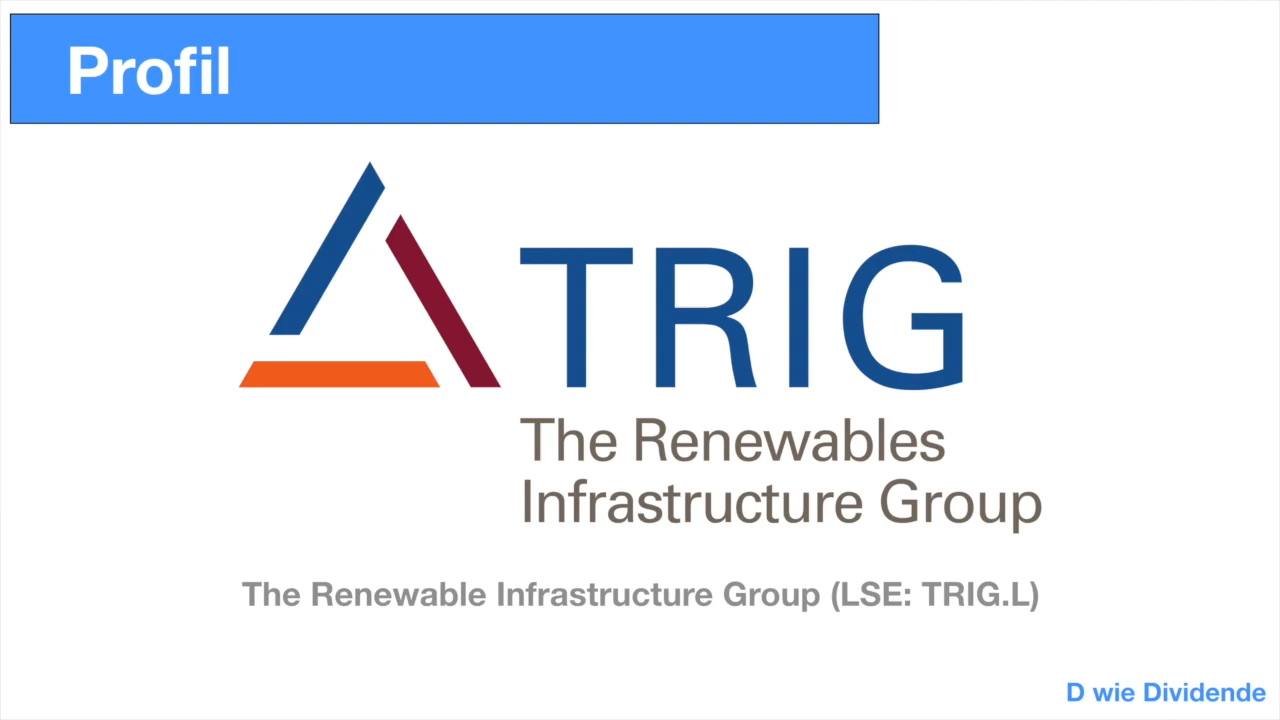 Profil
TRIG
The Renewables
Infrastructure Group
The Renewable Infrastructure Group (LSE: TRIG.L)
D wie Dividende